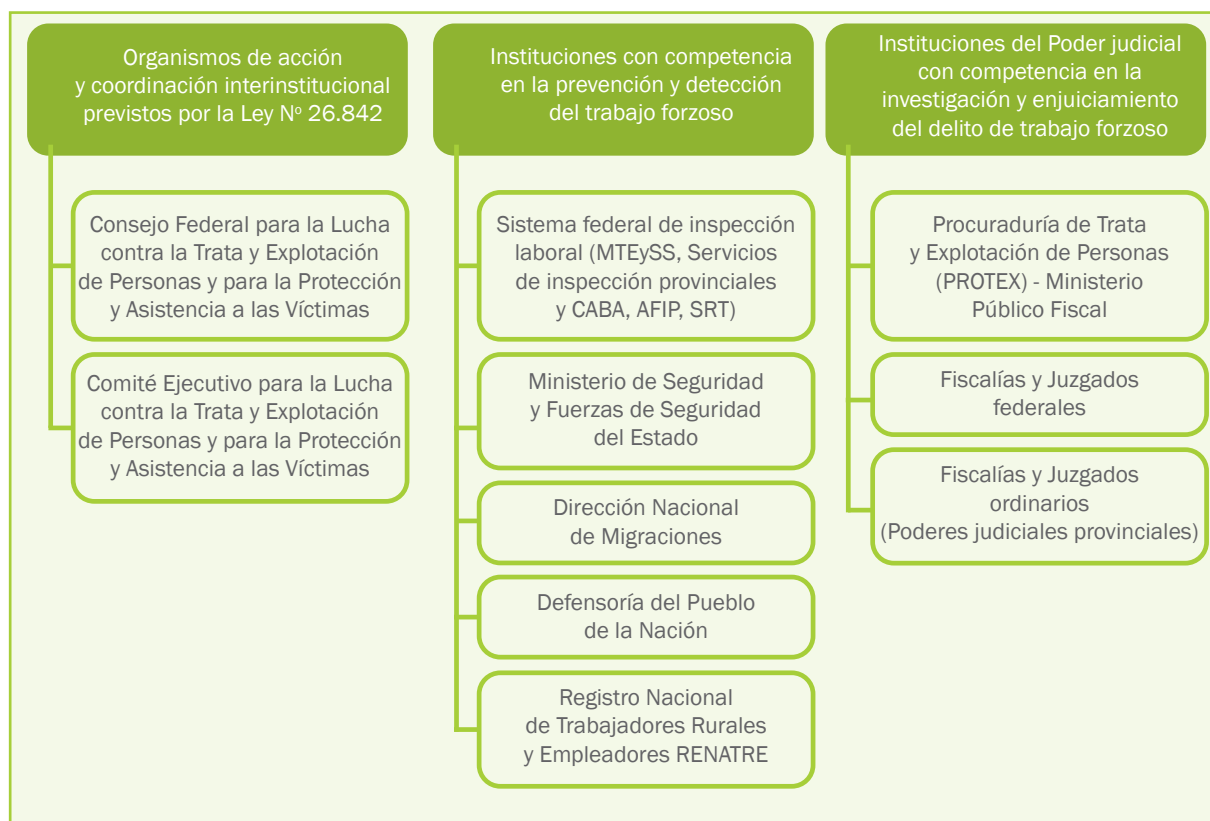 Organismos de acción
y coordinación interinstitucional
previstos por la Ley Nº 26.842
Consejo Federal para la Lucha
contra la Trata y Explotación
de Personas y para la Protección
y Asistencia a las Víctimas
Comité Ejecutivo para la Lucha
contra la Trata y Explotación
de Personas y para la Protección
y Asistencia a las Víctimas
Instituciones con competencia
en la prevención y detección
del trabajo forzoso
Sistema federal de inspección
laboral (MTEySS, Servicios
de inspección provinciales
y CABA, AFIP, SRT)
Ministerio de Seguridad
y Fuerzas de Seguridad
del Estado
Dirección Nacional
de Migraciones
Defensoría del Pueblo
de la Nación
Registro Nacional
de Trabajadores Rurales
y Empleadores RENATRE
Instituciones del Poder judicial
con competencia en la
investigación y enjuiciamiento
del delito de trabajo forzoso
Procuraduría de Trata
y Explotación de Personas
(PROTEX) - Ministerio
Público Fiscal
Fiscalías y Juzgados
federales
Fiscalías y Juzgados
ordinarios
(Poderes judiciales provinciales)